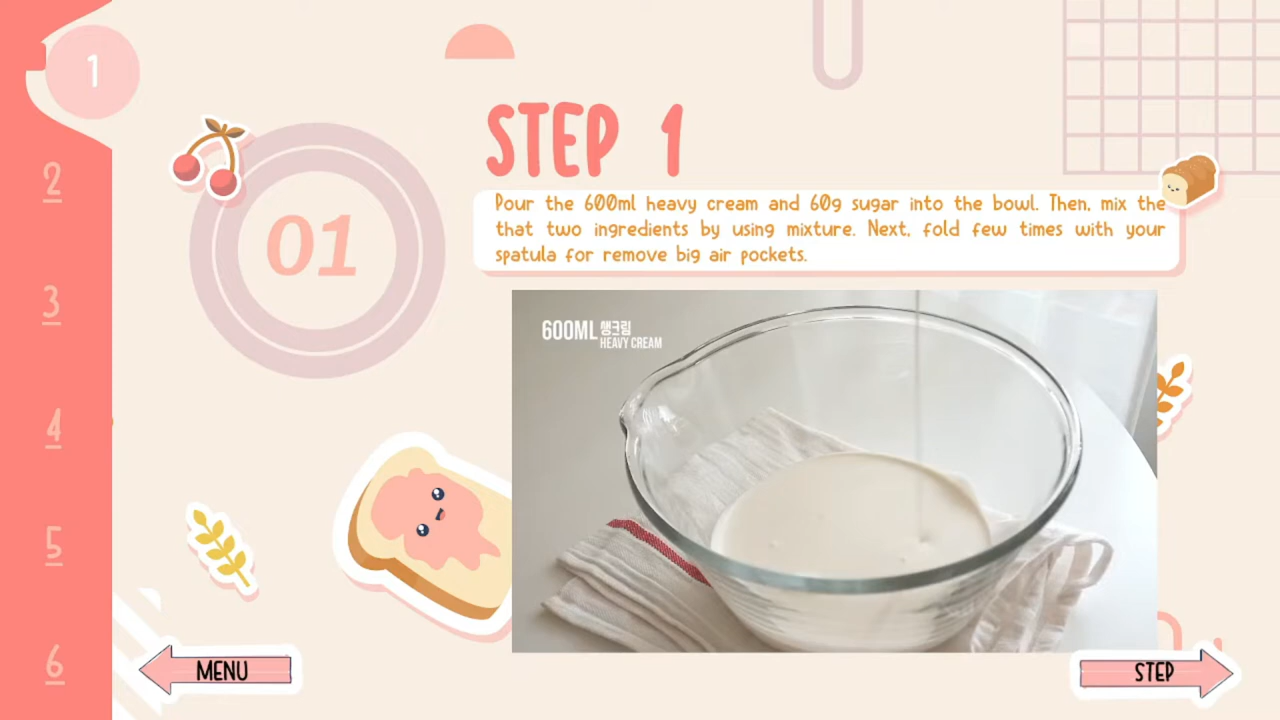 1
2
3
4
5
6
01
STEP 1
Pour the 600ml heavy cream and 60g sugar into the bowl. Then, mix the
that two ingredients by using mixture. Next, fold few times with your
spatula for remove big air pockets.
600ML 생크림
HEAVY CREAM
MENU
STEP